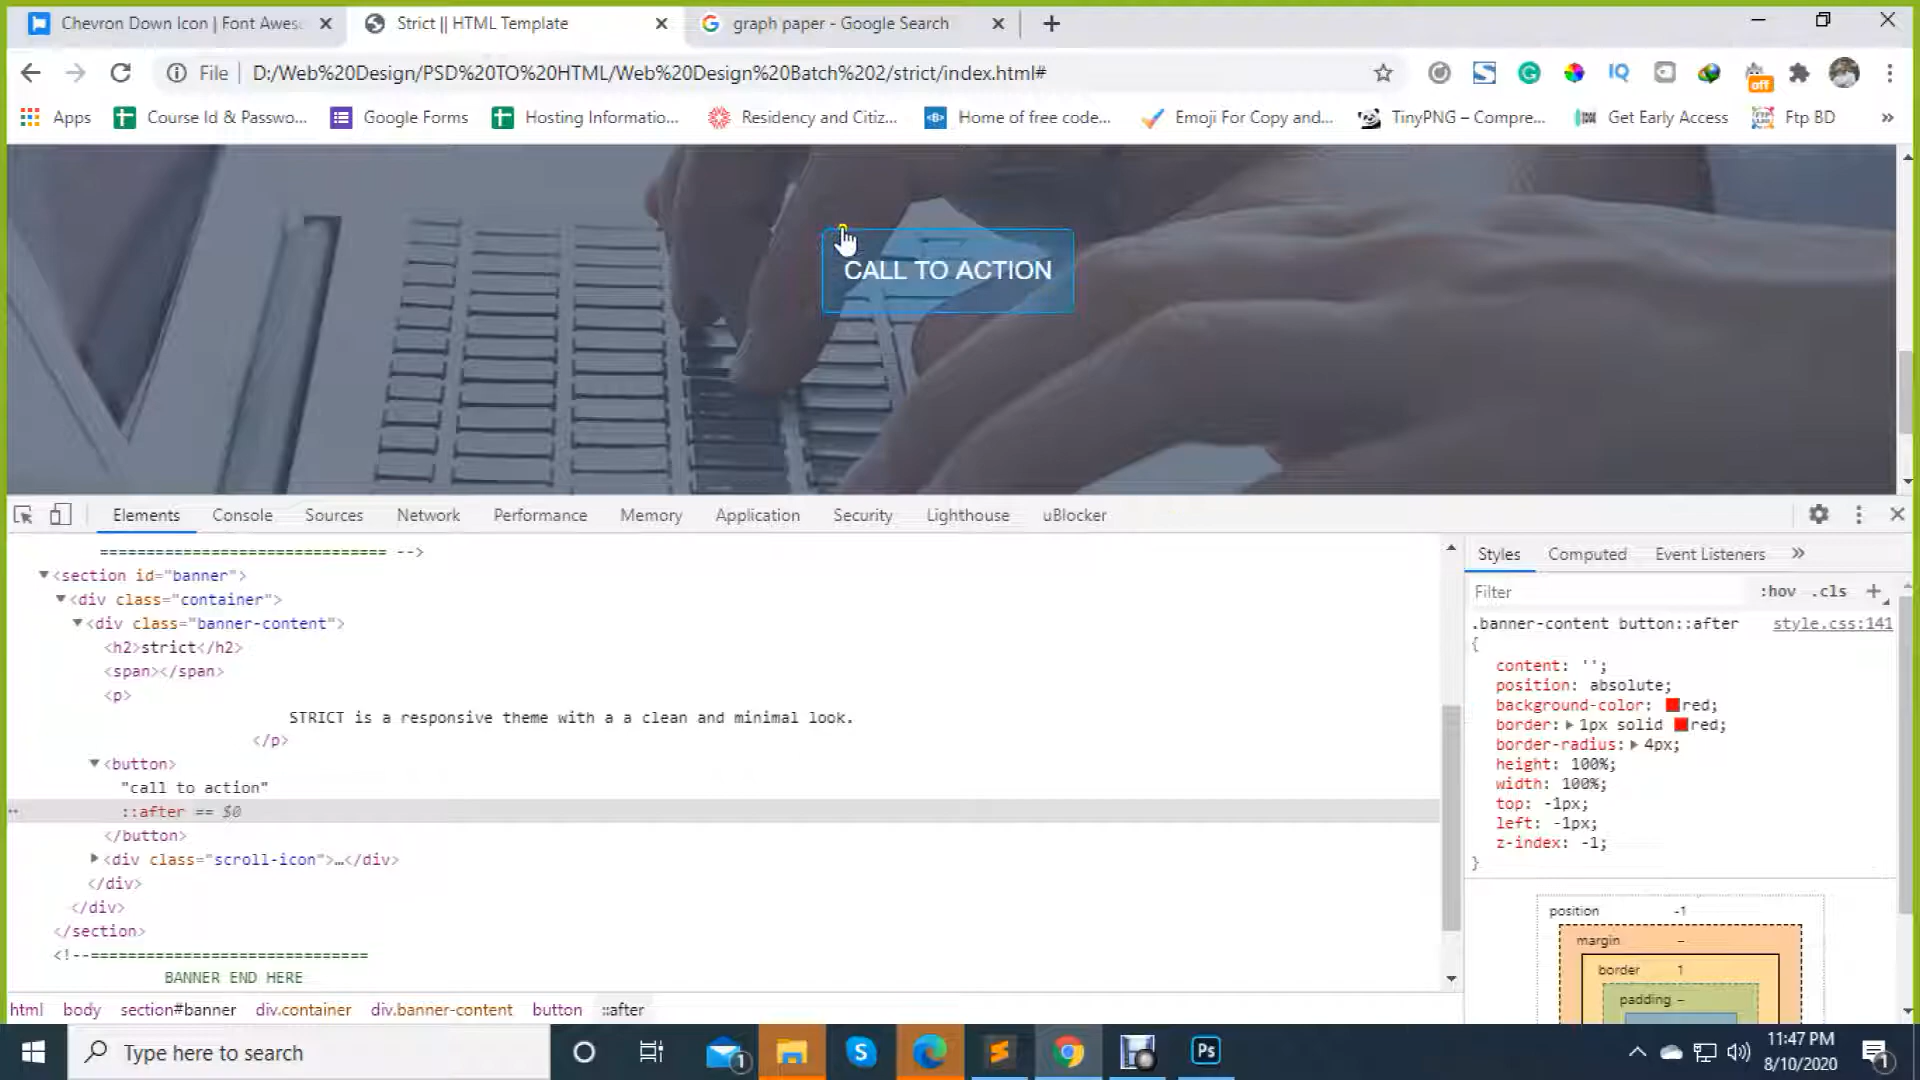 Chevron Down Icon | Font Awes
Strict || HTML Template
graph paper - Google Search
File
D:/Web%20Design/PSD%20TO%20HTML/Web%20Design%20Batch%202/strict/index.html#
IQ
off
Apps
Course Id & Passwo...
Google Forms
Hosting Informatio...
Residency and Citiz...
Home of free code...
Emoji For Copy and...
TinyPNG – Compre...
Get Early Access
Ftp BD
»
CALL TO ACTION
Elements
Console
Sources
Network
Performance
Memory
Application
Security
Lighthouse
uBlocker
=============================== -->
<section id="banner">
<div class="container">
<div class="banner-content">
<h2>strict</h2>
<span></span>
<p>
STRICT is a responsive theme with a a clean and minimal look.
</p>
<button>
"call to action"
::after == $0
</button>
<div class="scroll-icon">…</div>
</div>
</div>
</section>
<!--==============================
BANNER END HERE
html
body
section#banner
div.container
div.banner-content
button
::after
Styles
Computed
Event Listeners
»
Filter
:hov
.cls
+
.banner-content button::after
style.css:141
{
content: '';
position: absolute;
background-color: red;
border: 1px solid red;
border-radius: 4px;
height: 100%;
width: 100%;
top: -1px;
left: -1px;
z-index: -1;
}
position
-1
margin
–
border
1
padding –
Type here to search
1
S
Ps
11:47 PM
8/10/2020
1